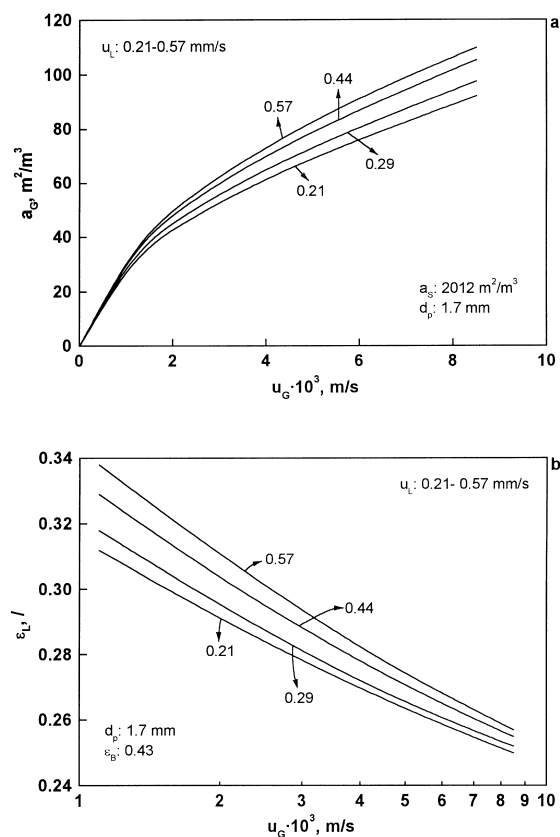 120
a
u_L: 0.21-0.57 mm/s
100
0.57
0.44
80
a_G, m²/m³
0.29
60
0.21
40
a_S: 2012 m²/m³
20
d_p: 1.7 mm
0
0 2 4 6 8 10
u_G·10³, m/s
0.34
b
u_L: 0.21- 0.57 mm/s
0.32
0.57
0.30
0.44
ε_L, /
0.21
0.28
0.29
0.26
d_p: 1.7 mm
ε_B: 0.43
0.24
1 2 3 4 5 6 7 8 9 10
u_G·10³, m/s